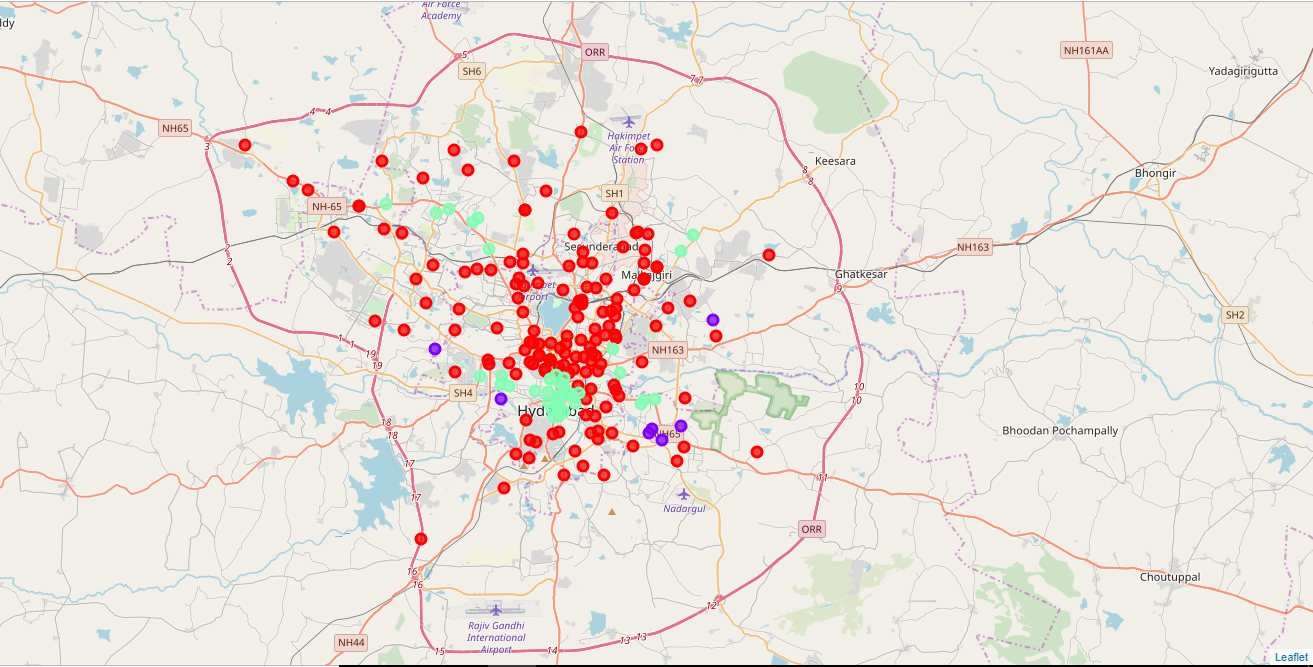 Air Force
Academy
ddy
5
ORR
NH161AA
SH6
7 7
Yadagirigutta
4 4
NH65
3
Hakimpet
Air Force
Station
Keesara
8
8
Bhongir
SH1
NH-65
2
2
Secunderabad
NH163
Malkajgiri
Ghatkesar
9
Airport
SH2
1
1
NH163
19
19
10
10
SH4
Hyderabad
18
18
NH65
Bhoodan Pochampally
17
11
17
Nadargul
ORR
16
16
Choutuppal
12
Rajiv Gandhi
International
Airport
13 13
NH44
15
14
Leaflet